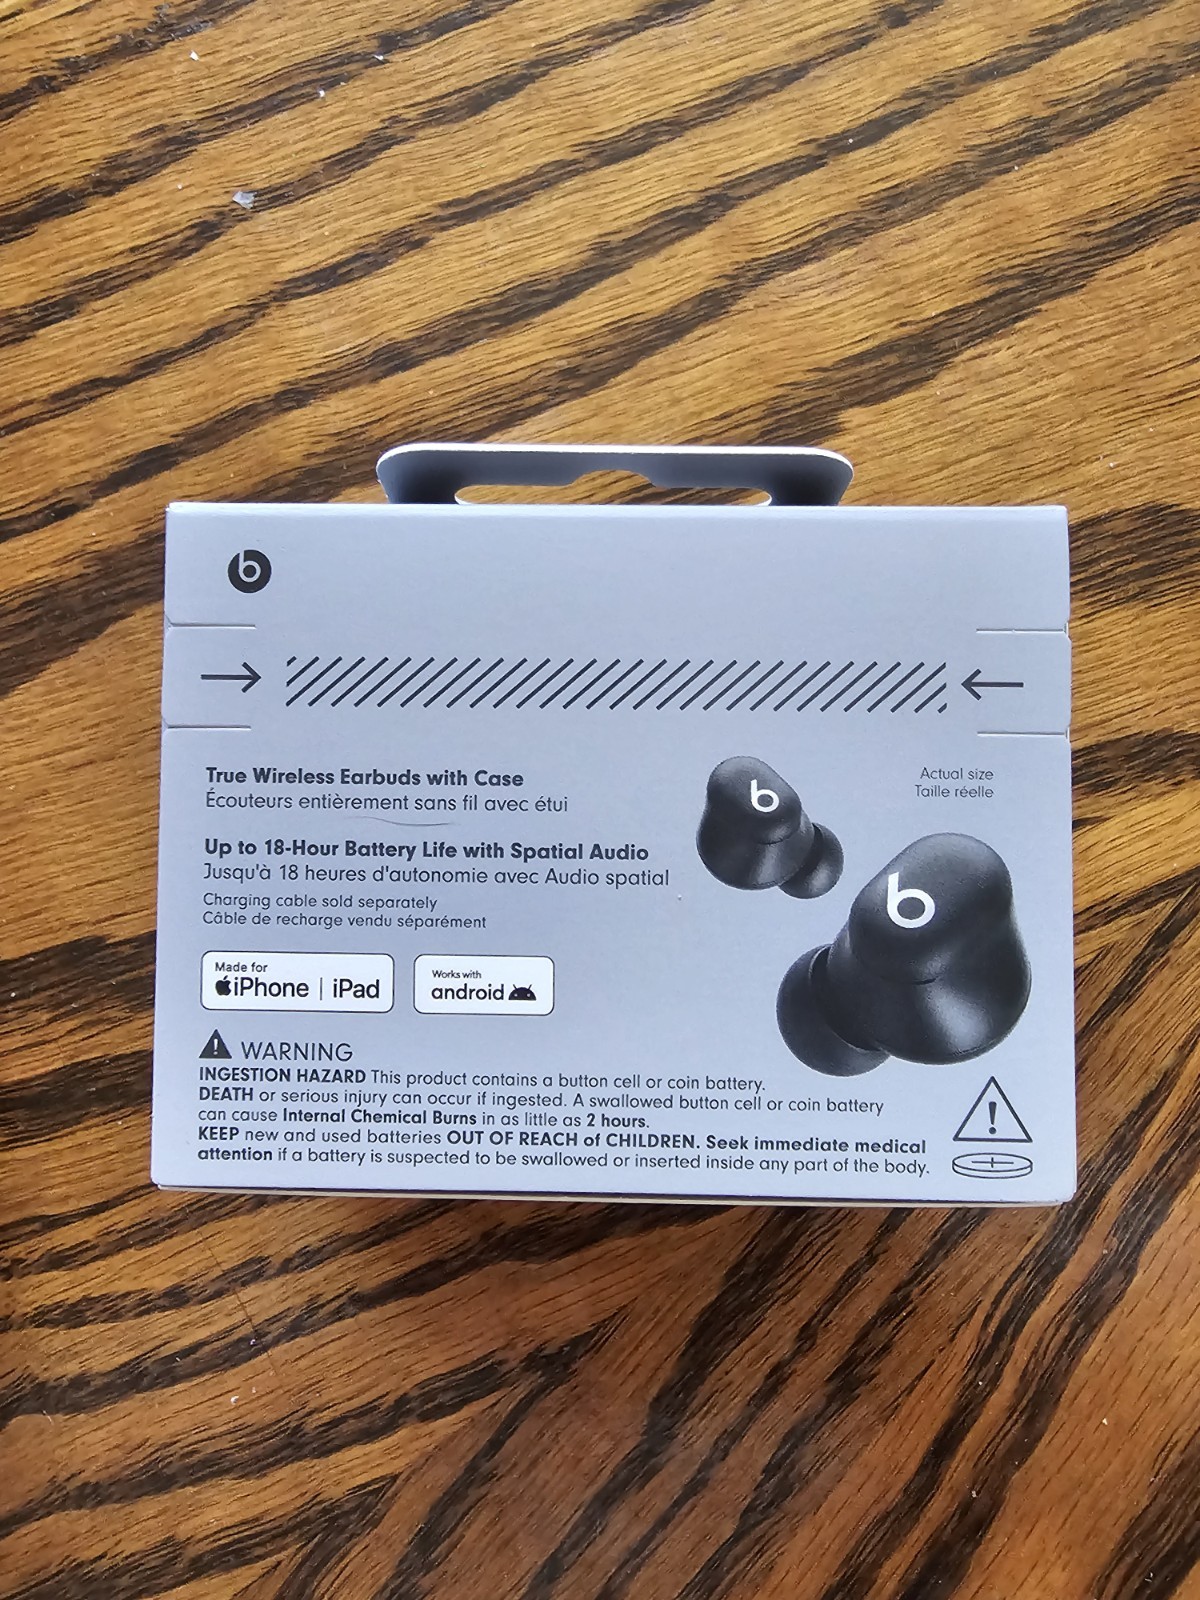 b
True Wireless Earbuds with Case
Écouteurs entièrement sans fil avec étui
Up to 18-Hour Battery Life with Spatial Audio
Jusqu'à 18 heures d'autonomie avec Audio spatial
Charging cable sold separately
Câble de recharge vendu séparément
Made for
iPhone | iPad
Works with
android
b
Actual size
Taille réelle
b
WARNING
INGESTION HAZARD This product contains a button cell or coin battery.
DEATH or serious injury can occur if ingested. A swallowed button cell or coin battery
can cause Internal Chemical Burns in as little as 2 hours.
KEEP new and used batteries OUT OF REACH of CHILDREN. Seek immediate medical
attention if a battery is suspected to be swallowed or inserted inside any part of the body.